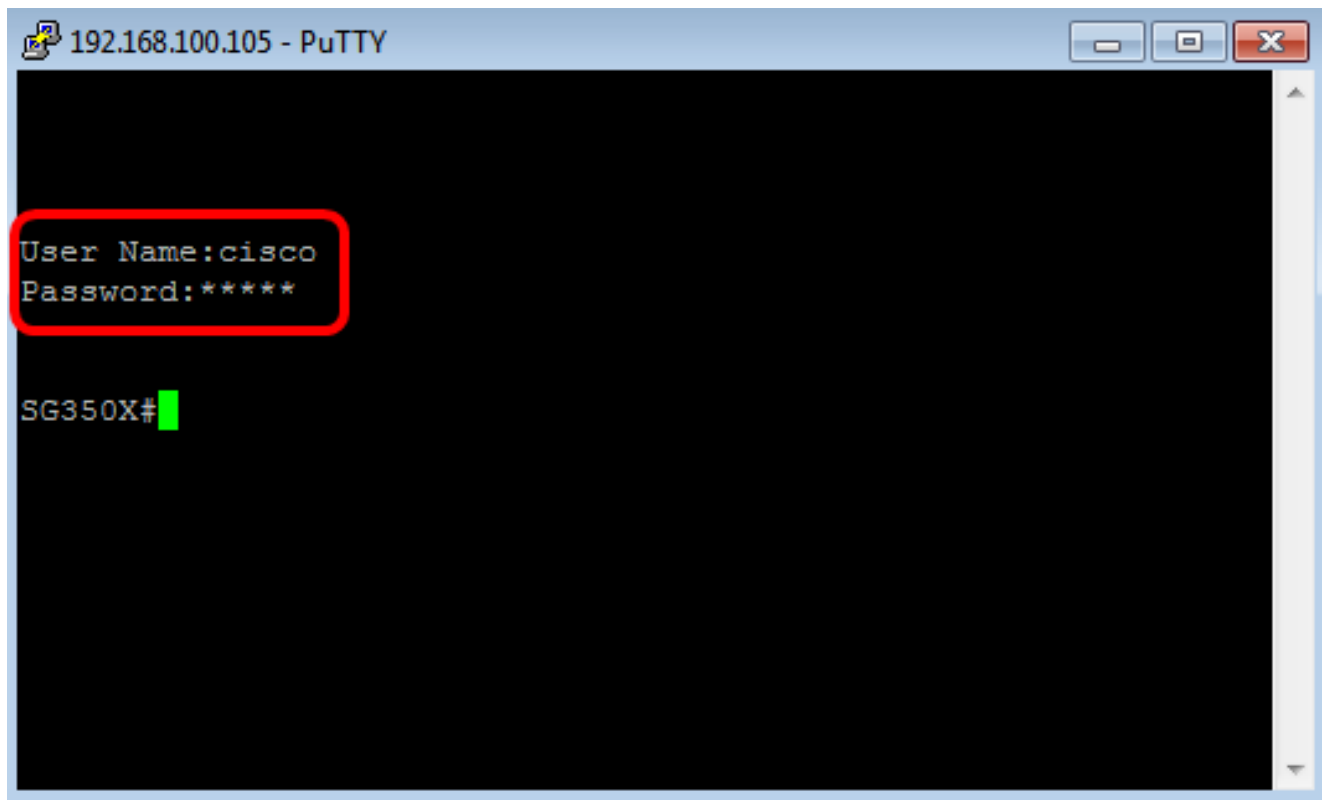 192.168.100.105 - PuTTY
User Name:cisco
Password:*****
SG350X#